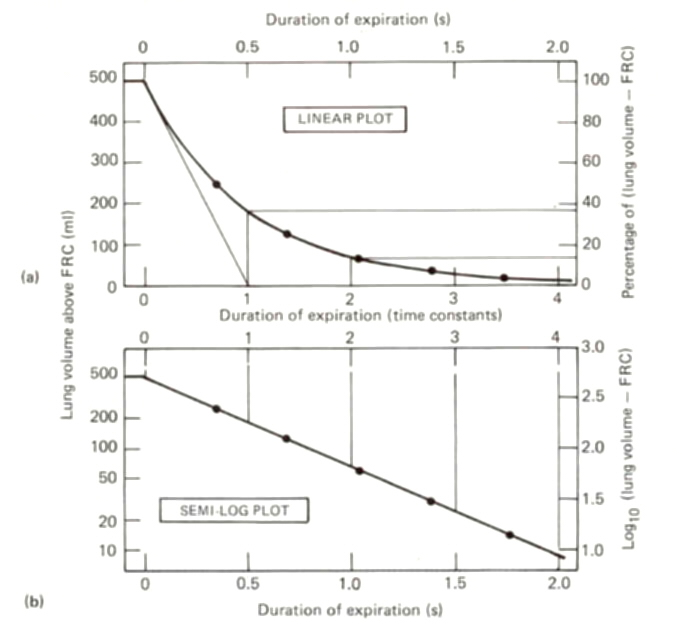 Duration of expiration (s)
0 0.5 1.0 1.5 2.0
500 100
LINEAR PLOT
400 80
300 60
200 40
100 20
0 0
Lung volume above FRC (ml)
Percentage of (lung volume – FRC)
(a)
0 1 2 3 4
Duration of expiration (time constants)
0 1 2 3 4
3.0
500
2.5
200
100 2.0
50
SEMI-LOG PLOT
1.5
20
10 1.0
Log10 (lung volume – FRC)
0 0.5 1.0 1.5 2.0
(b)
Duration of expiration (s)